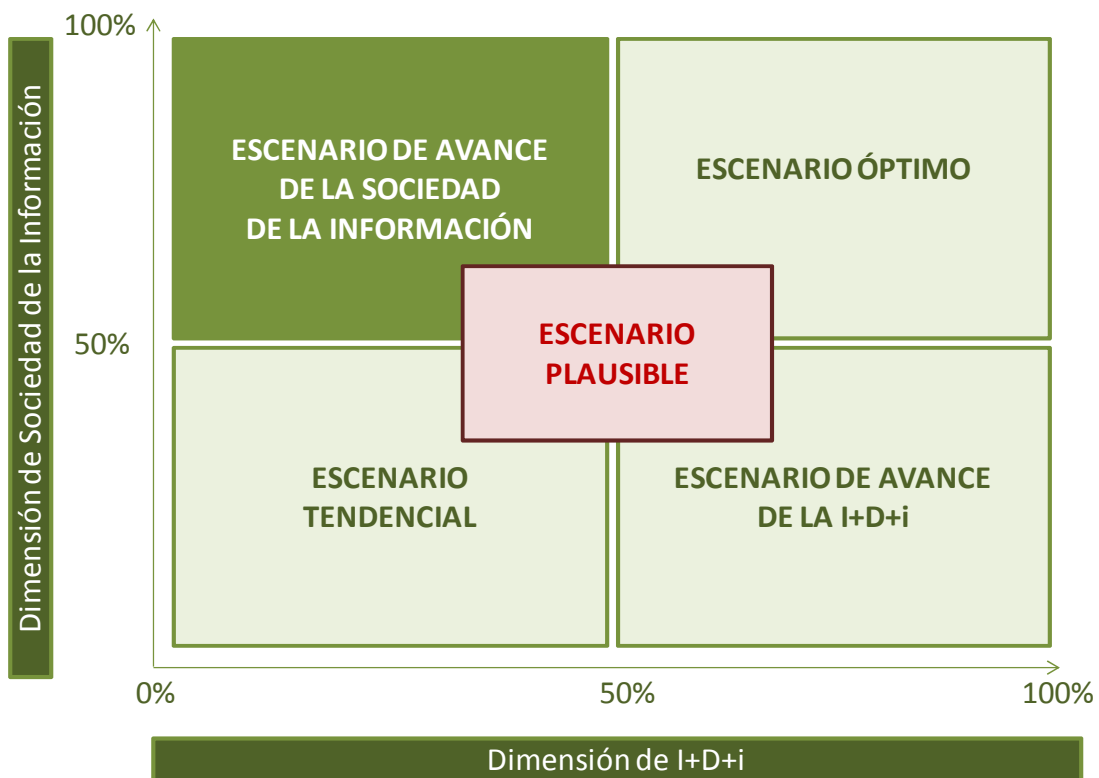 100%
Dimensión de Sociedad de la Información
ESCENARIO DE AVANCE
DE LA SOCIEDAD
DE LA INFORMACIÓN
ESCENARIO ÓPTIMO
50%
ESCENARIO
PLAUSIBLE
ESCENARIO
TENDENCIAL
ESCENARIO DE AVANCE
DE LA I+D+i
0%
50%
100%
Dimensión de I+D+i